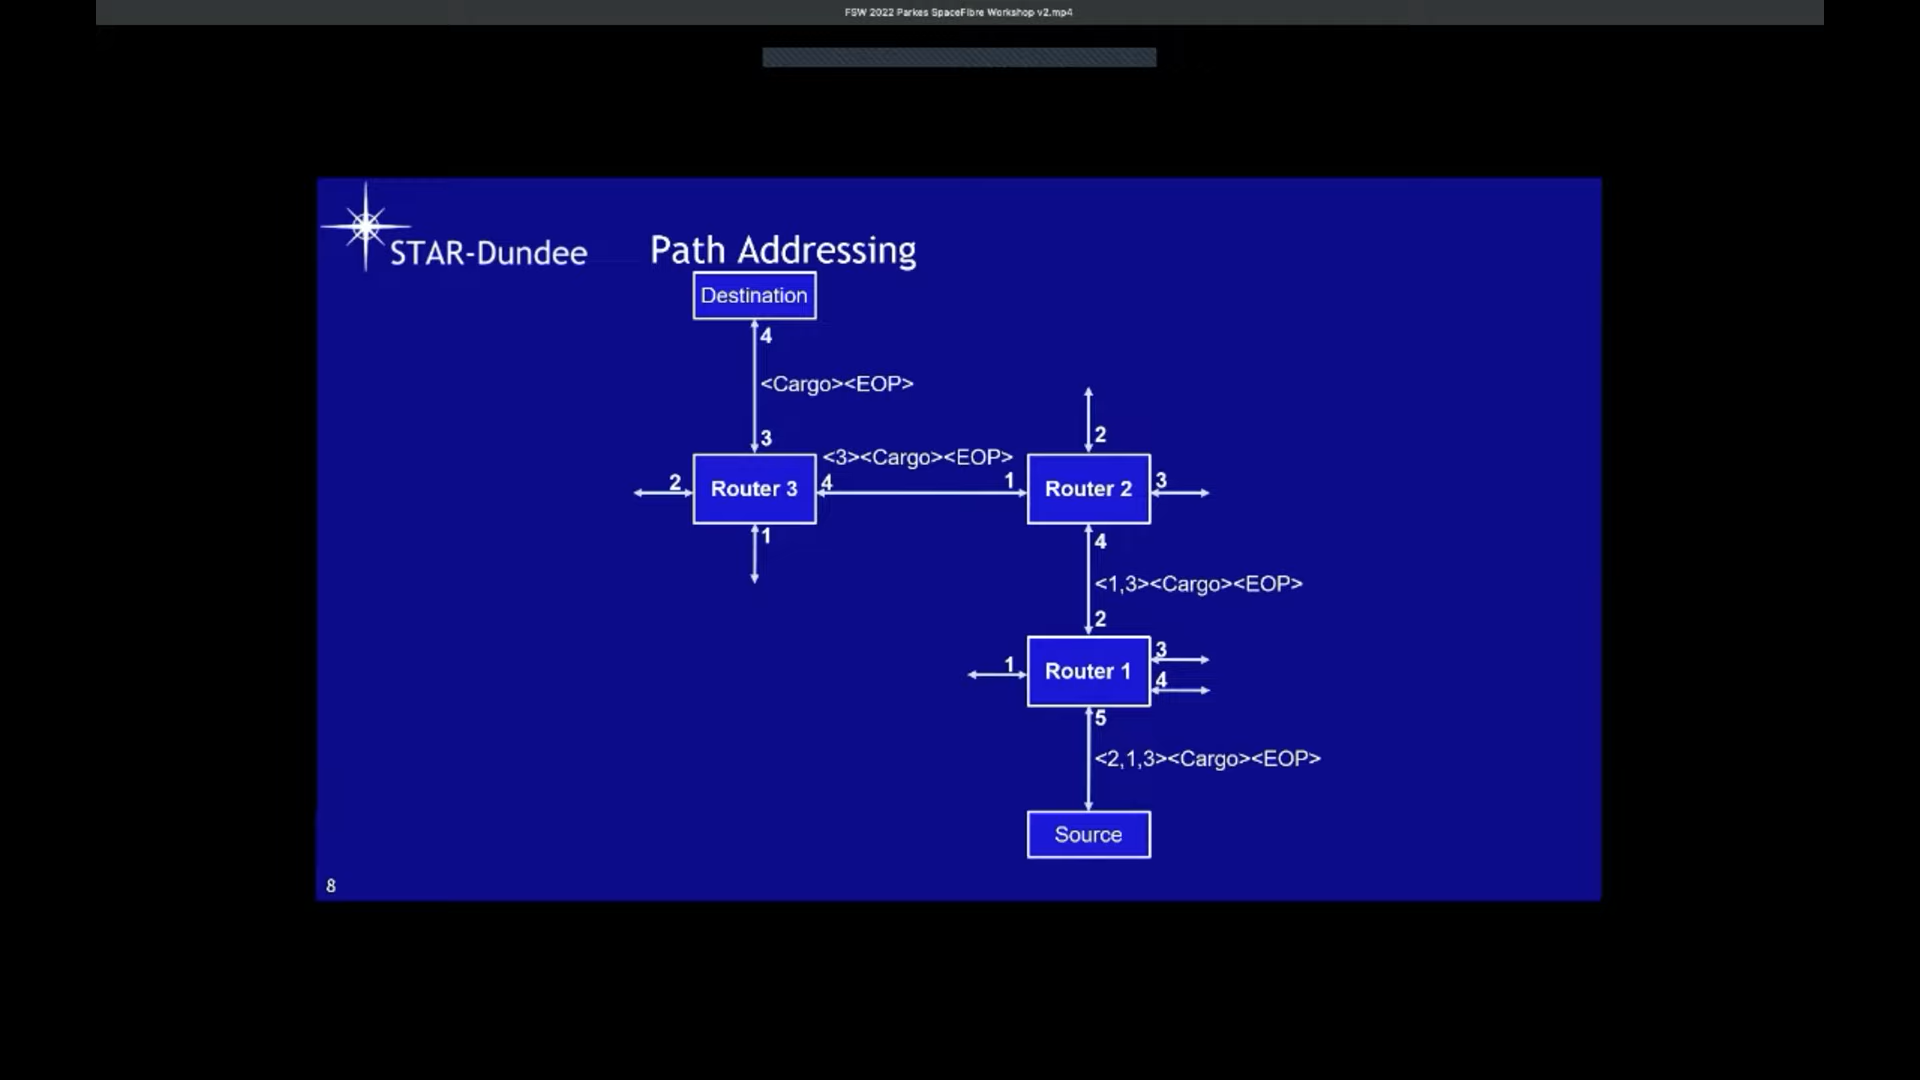 FSW 2022 Parkes SpaceFibre Workshop v2.mp4
STAR-Dundee
Path Addressing
Destination
4
<Cargo><EOP>
3
2
<3><Cargo><EOP>
2
Router 3
4
1
Router 2
3
1
4
<1,3><Cargo><EOP>
2
1
Router 1
3
4
5
<2,1,3><Cargo><EOP>
Source
8